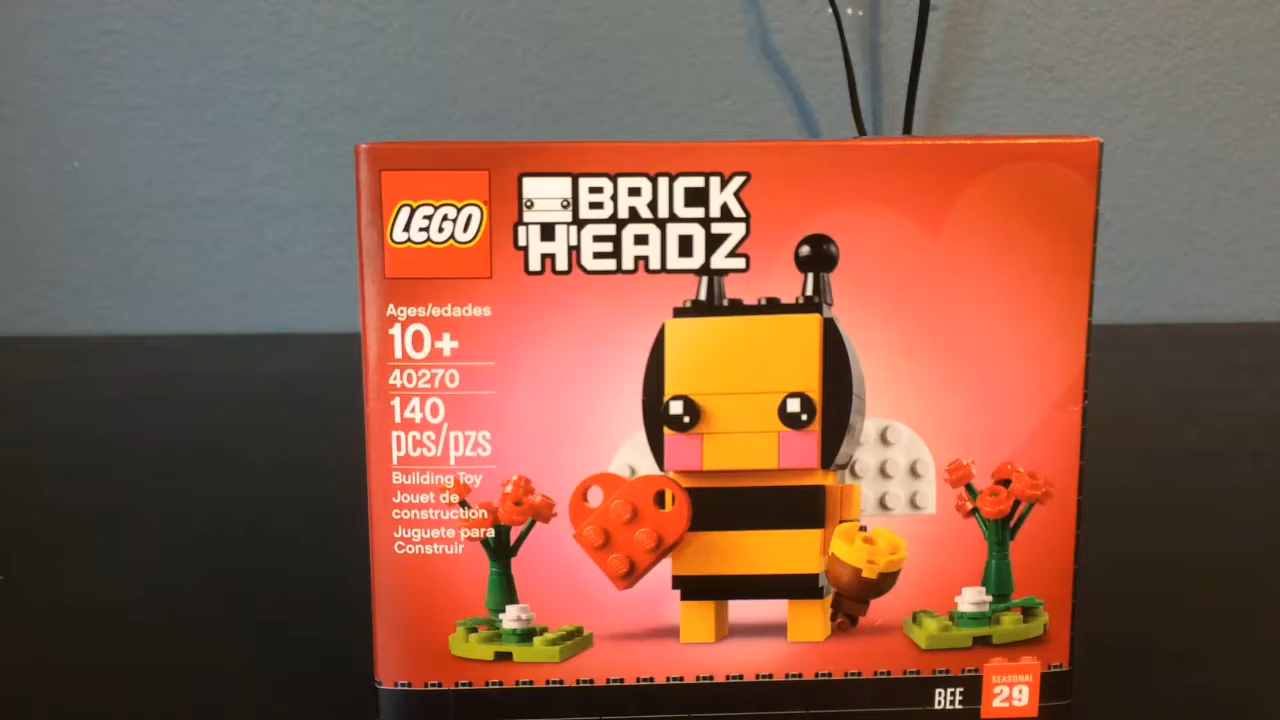 LEGO
BRICK
'H'EADZ
Ages/edades
10+
40270
140
pcs/pzs
Building Toy
Jouet de
construction
Juguete para
Construir
BEE
SEASONAL
29